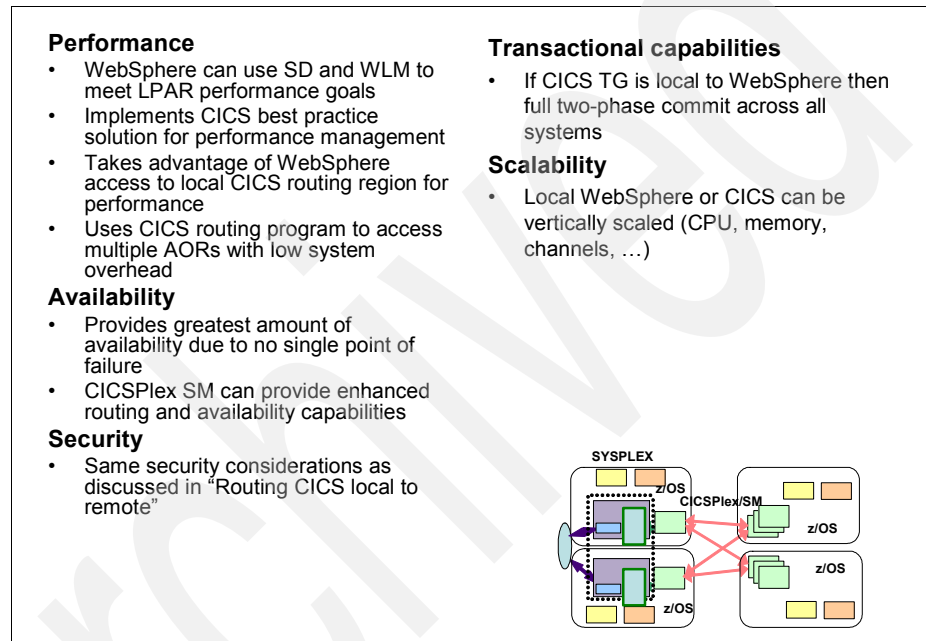 Performance
• WebSphere can use SD and WLM to
meet LPAR performance goals
• Implements CICS best practice
solution for performance management
• Takes advantage of WebSphere
access to local CICS routing region for
performance
• Uses CICS routing program to access
multiple AORs with low system
overhead
Availability
• Provides greatest amount of
availability due to no single point of
failure
• CICSPlex SM can provide enhanced
routing and availability capabilities
Security
• Same security considerations as
discussed in “Routing CICS local to
remote”
Transactional capabilities
• If CICS TG is local to WebSphere then
full two-phase commit across all
systems
Scalability
• Local WebSphere or CICS can be
vertically scaled (CPU, memory,
channels, …)
SYSPLEX
z/OS
CICSPlex/SM
z/OS
z/OS
z/OS
rchived